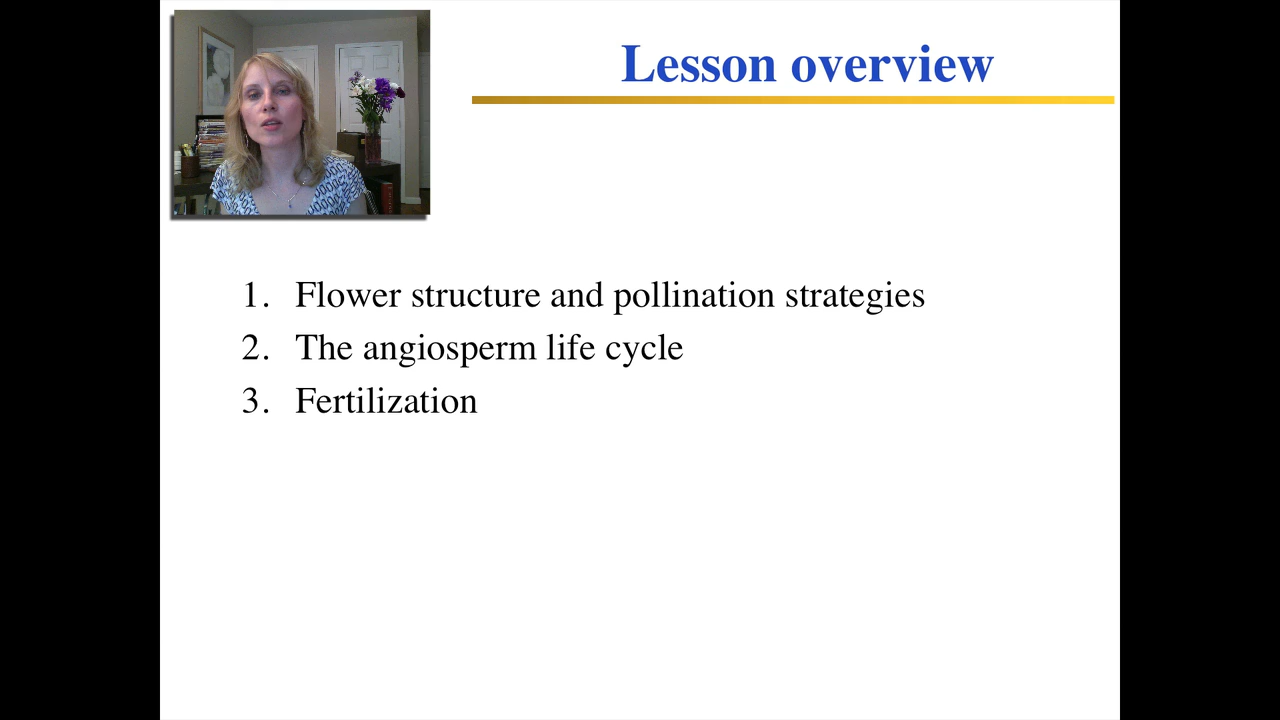 Lesson overview
1. Flower structure and pollination strategies
2. The angiosperm life cycle
3. Fertilization